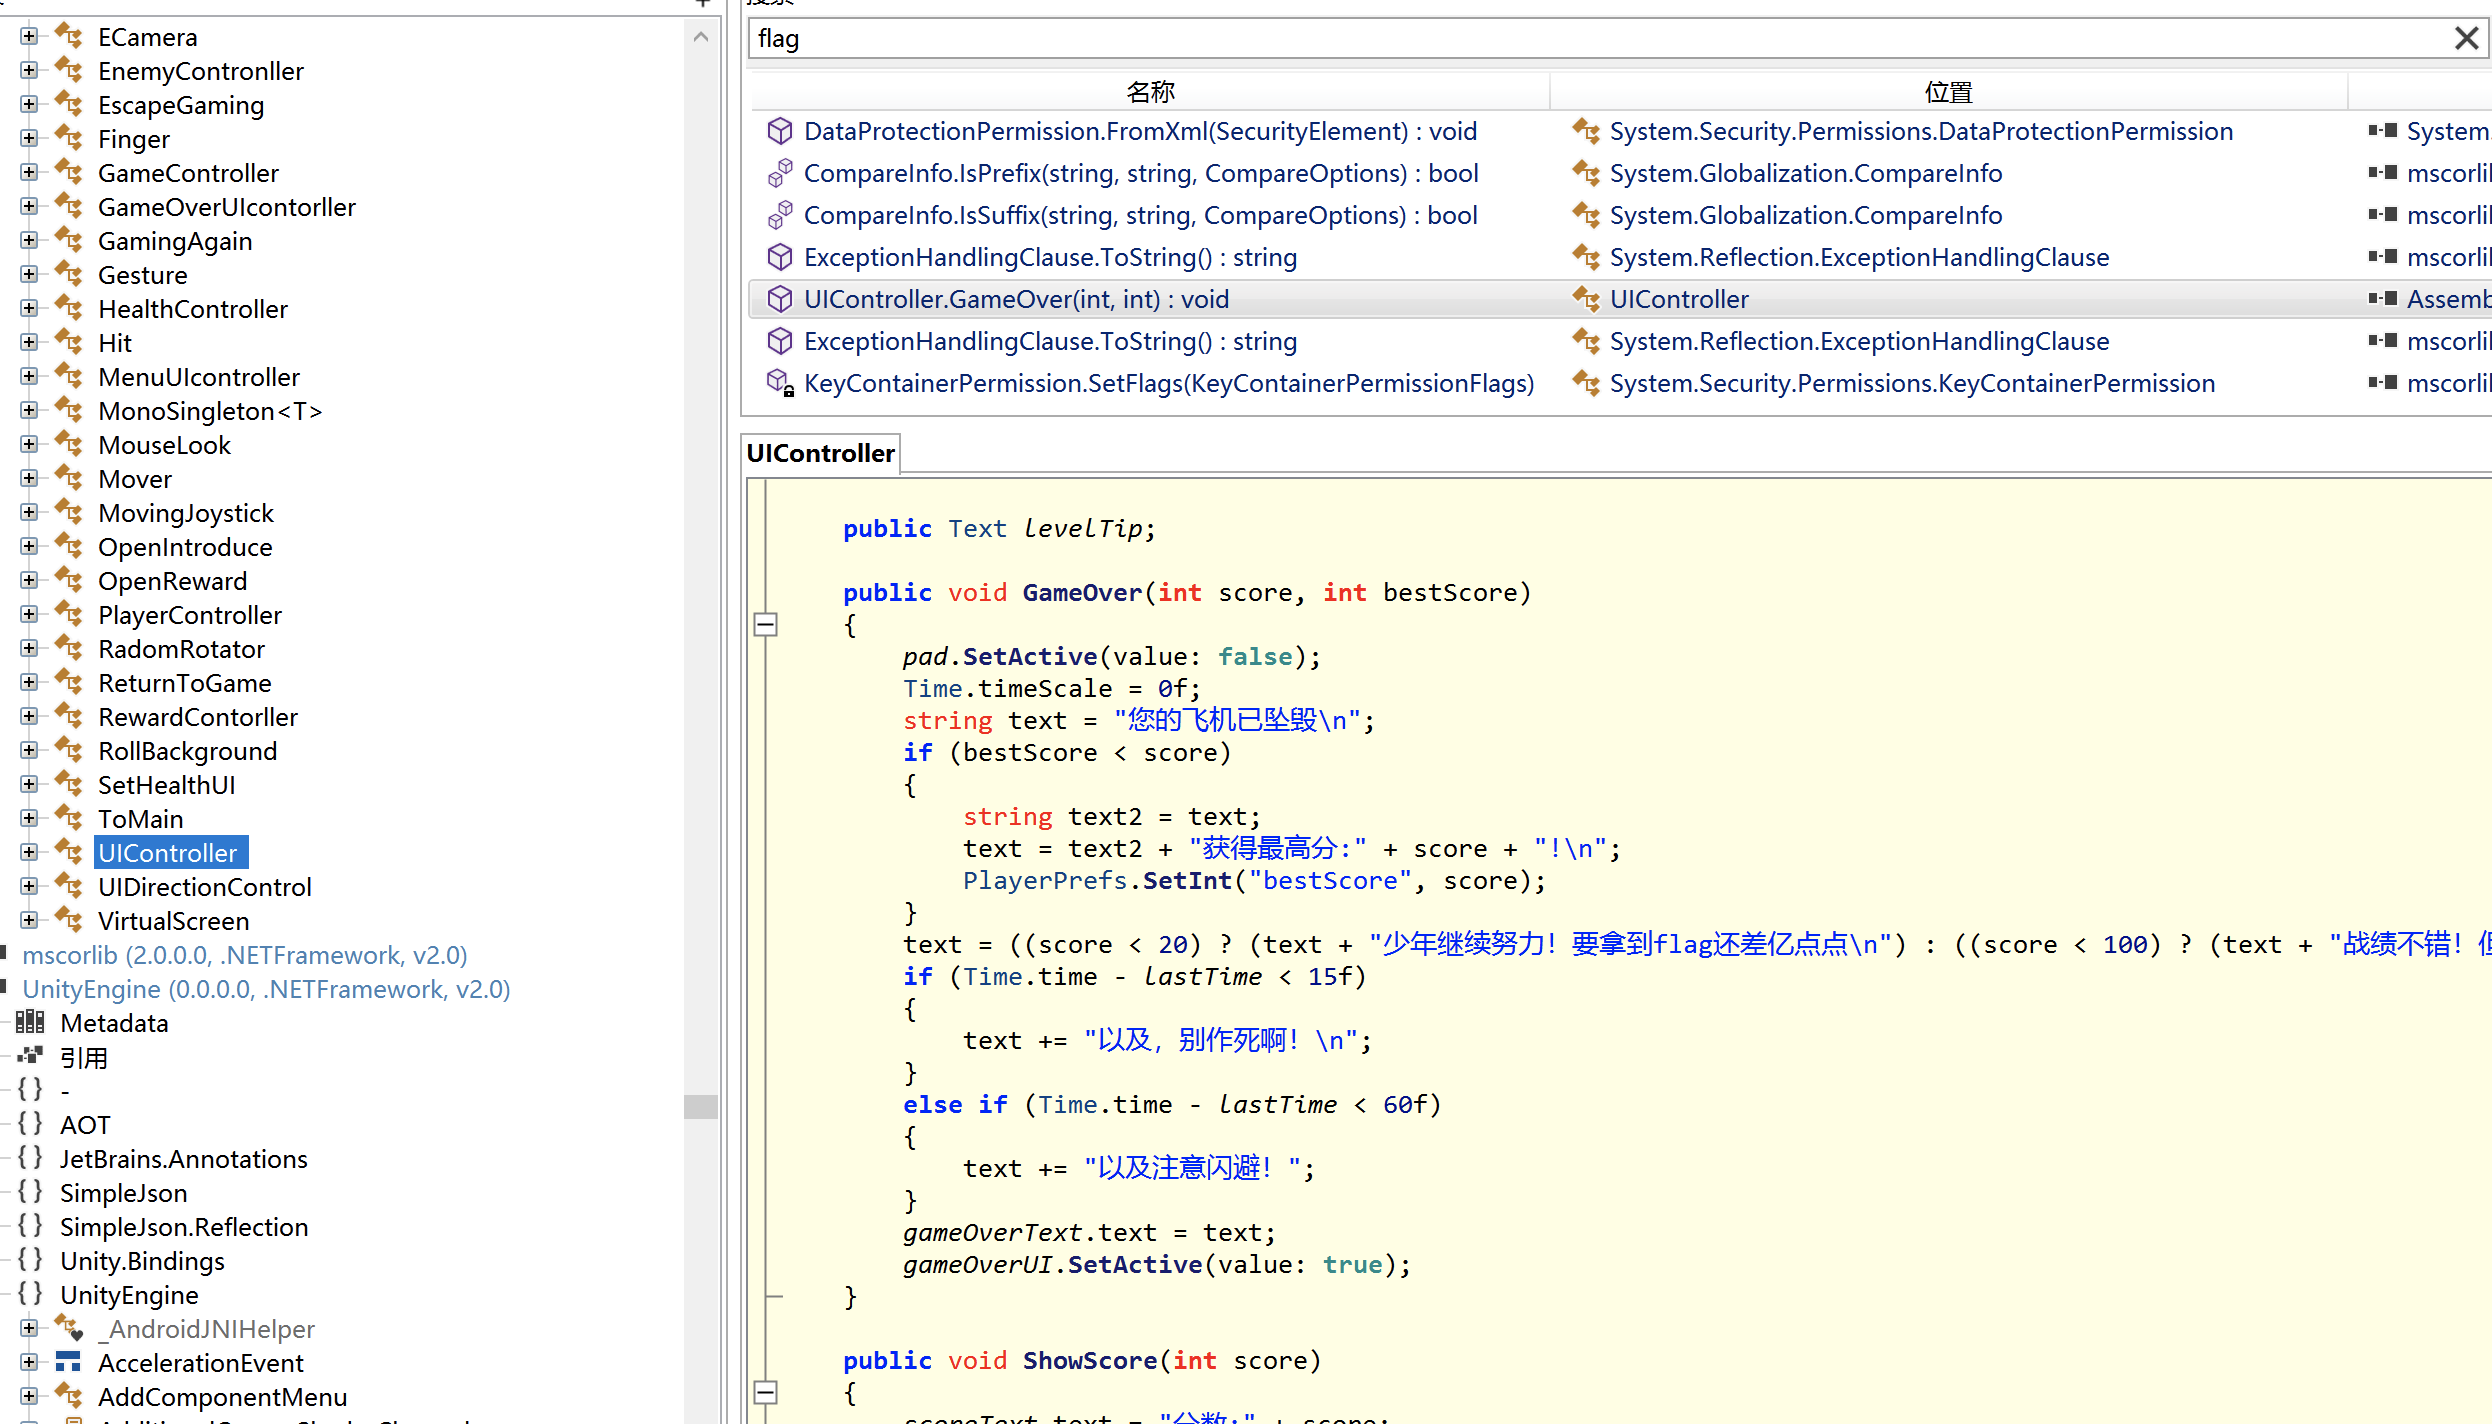 ECamera
EnemyContronller
EscapeGaming
Finger
GameController
GameOverUIcontorller
GamingAgain
Gesture
HealthController
Hit
MenuUIcontroller
MonoSingleton<T>
MouseLook
Mover
MovingJoystick
OpenIntroduce
OpenReward
PlayerController
RadomRotator
ReturnToGame
RewardContorller
RollBackground
SetHealthUI
ToMain
UIController
UIDirectionControl
VirtualScreen
mscorlib (2.0.0.0, .NETFramework, v2.0)
UnityEngine (0.0.0.0, .NETFramework, v2.0)
Metadata
引用
{ } -
{ } AOT
{ } JetBrains.Annotations
{ } SimpleJson
{ } SimpleJson.Reflection
{ } Unity.Bindings
{ } UnityEngine
_AndroidJNIHelper
AccelerationEvent
AddComponentMenu
flag
名称 位置
DataProtectionPermission.FromXml(SecurityElement) : void System.Security.Permissions.DataProtectionPermission System.
CompareInfo.IsPrefix(string, string, CompareOptions) : bool System.Globalization.CompareInfo mscorlil
CompareInfo.IsSuffix(string, string, CompareOptions) : bool System.Globalization.CompareInfo mscorlil
ExceptionHandlingClause.ToString() : string System.Reflection.ExceptionHandlingClause mscorlil
UIController.GameOver(int, int) : void UIController Assemb
ExceptionHandlingClause.ToString() : string System.Reflection.ExceptionHandlingClause mscorlil
KeyContainerPermission.SetFlags(KeyContainerPermissionFlags) System.Security.Permissions.KeyContainerPermission mscorlil
UIController
public Text levelTip;
public void GameOver(int score, int bestScore)
{
pad.SetActive(value: false);
Time.timeScale = 0f;
string text = "您的飞机已坠毁\n";
if (bestScore < score)
{
string text2 = text;
text = text2 + "获得最高分:" + score + "!\n";
PlayerPrefs.SetInt("bestScore", score);
}
text = ((score < 20) ? (text + "少年继续努力！要拿到flag还差亿点点\n") : ((score < 100) ? (text + "战绩不错！但
if (Time.time - lastTime < 15f)
{
text += "以及，别作死啊！\n";
}
else if (Time.time - lastTime < 60f)
{
text += "以及注意闪避！";
}
gameOverText.text = text;
gameOverUI.SetActive(value: true);
}
public void ShowScore(int score)
{
scoreText.text = "分数:" + score;